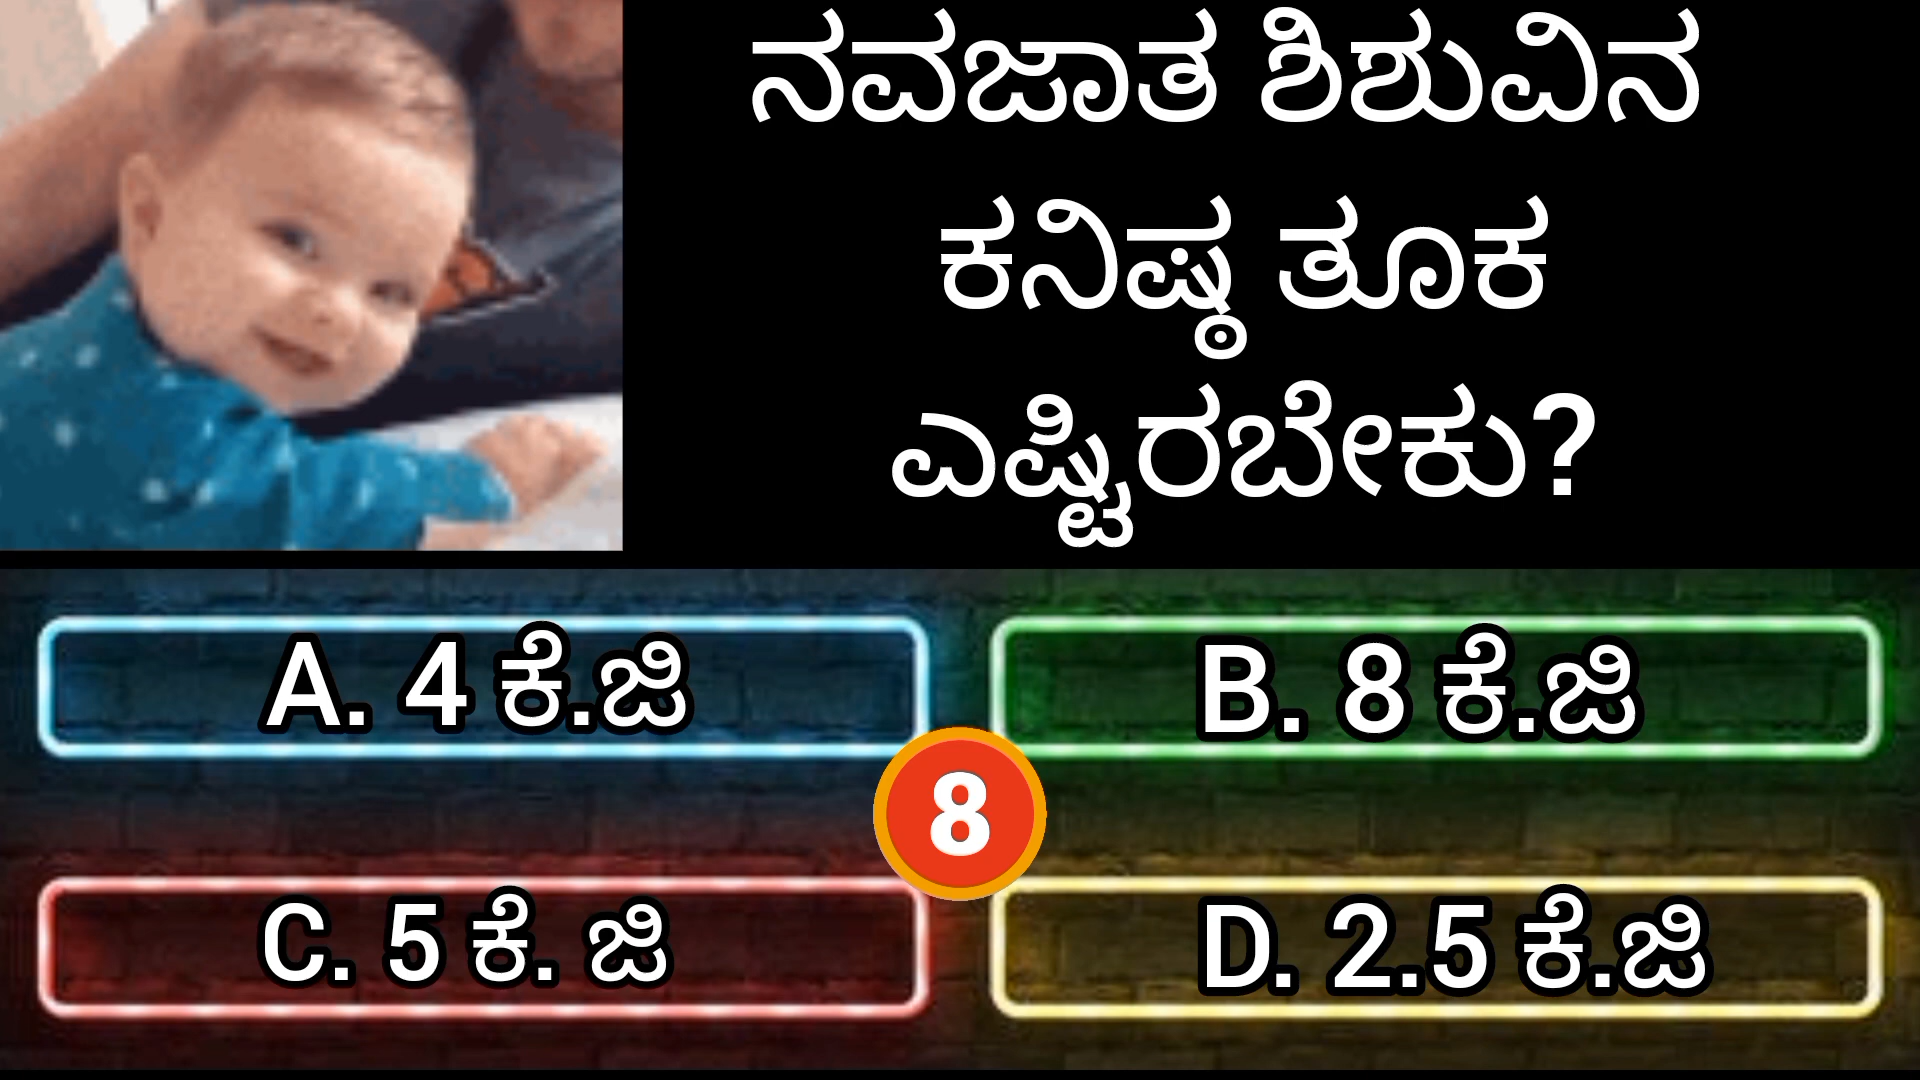 ನವಜಾತ ಶಿಶುವಿನ
ಕನಿಷ್ಠ ತೂಕ
ಎಷ್ಟಿರಬೇಕು?
A. 4 ಕೆ.ಜಿ
B. 8 ಕೆ.ಜಿ
8
C. 5 ಕೆ. ಜಿ
D. 2.5 ಕೆ.ಜಿ